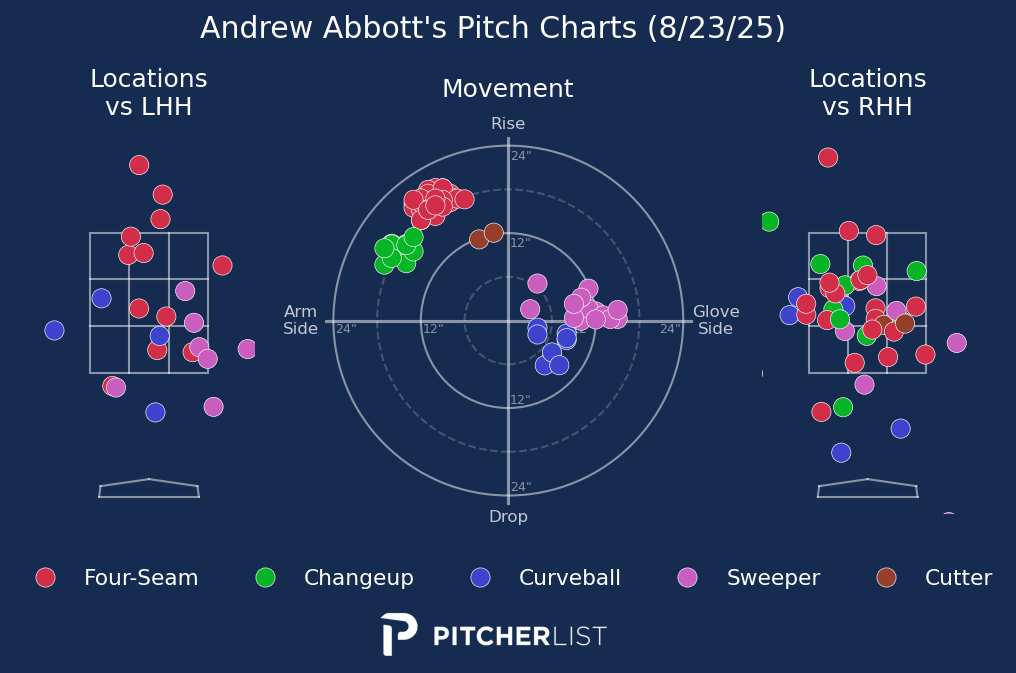 Andrew Abbott's Pitch Charts (8/23/25)
Locations
vs LHH
Movement
Locations
vs RHH
Rise
24"
12"
Arm
Side
24"
12"
24"
Glove
Side
12"
24"
Drop
Four-Seam
Changeup
Curveball
Sweeper
Cutter
PITCHERLIST